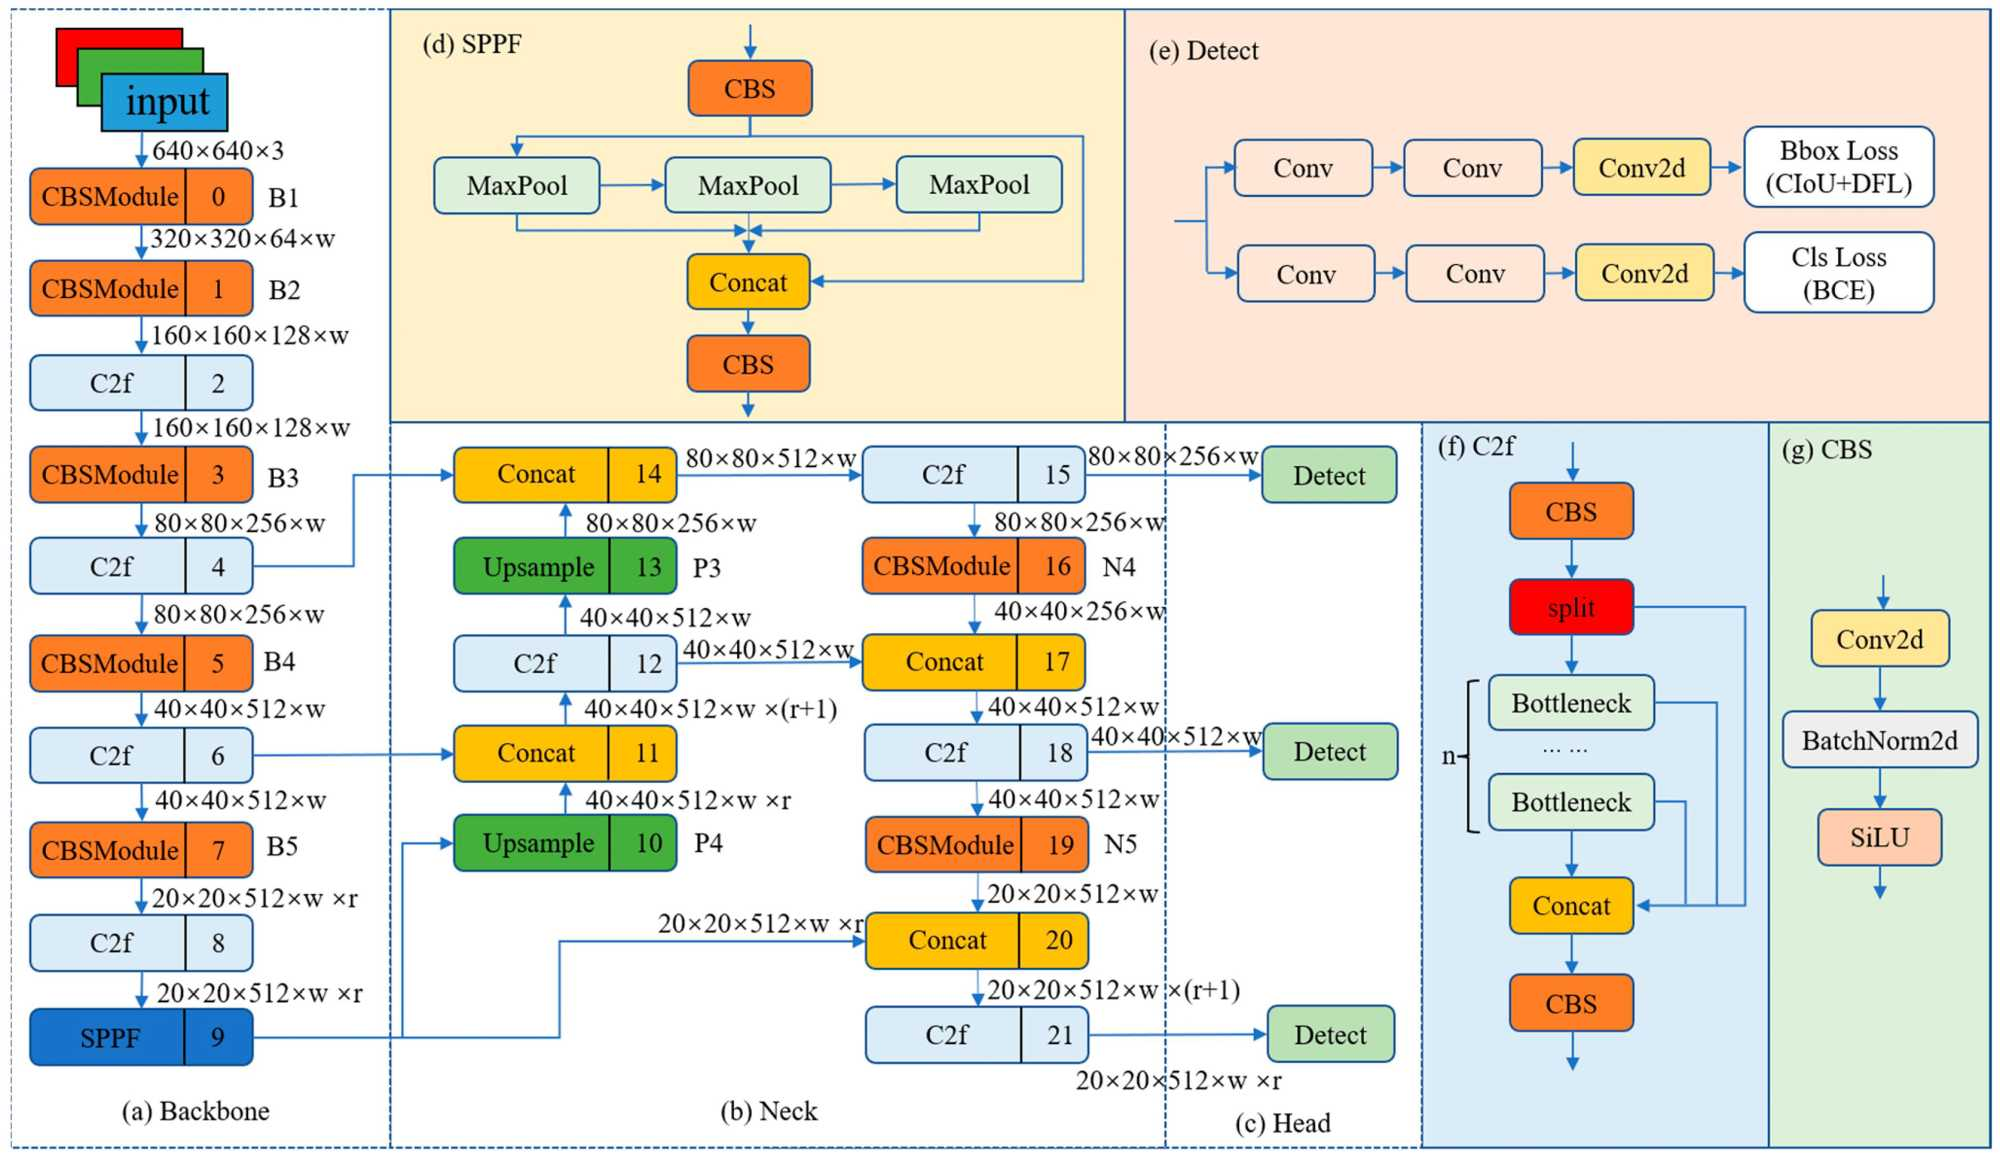 input
640×640×3
CBSModule 0 B1
320×320×64×w
CBSModule 1 B2
160×160×128×w
C2f 2
160×160×128×w
CBSModule 3 B3
80×80×256×w
C2f 4
80×80×256×w
CBSModule 5 B4
40×40×512×w
C2f 6
40×40×512×w
CBSModule 7 B5
20×20×512×w ×r
C2f 8
20×20×512×w ×r
SPPF 9
(a) Backbone
(d) SPPF
CBS
MaxPool MaxPool MaxPool
Concat
CBS
(e) Detect
Conv Conv Conv2d Bbox Loss
(CIoU+DFL)
Conv Conv Conv2d Cls Loss
(BCE)
Concat 14
80×80×512×w
80×80×256×w
Upsample 13 P3
40×40×512×w
C2f 12
40×40×512×w
40×40×512×w ×(r+1)
Concat 11
40×40×512×w ×r
Upsample 10 P4
20×20×512×w ×r
C2f 15
80×80×256×w
80×80×256×w
CBSModule 16 N4
40×40×256×w
Concat 17
40×40×512×w
C2f 18
40×40×512×w
40×40×512×w
CBSModule 19 N5
20×20×512×w
Concat 20
20×20×512×w ×(r+1)
C2f 21
20×20×512×w ×r
(b) Neck
Detect
Detect
Detect
(c) Head
(f) C2f
CBS
split
Bottleneck
... ...
n
Bottleneck
Concat
CBS
(g) CBS
Conv2d
BatchNorm2d
SiLU